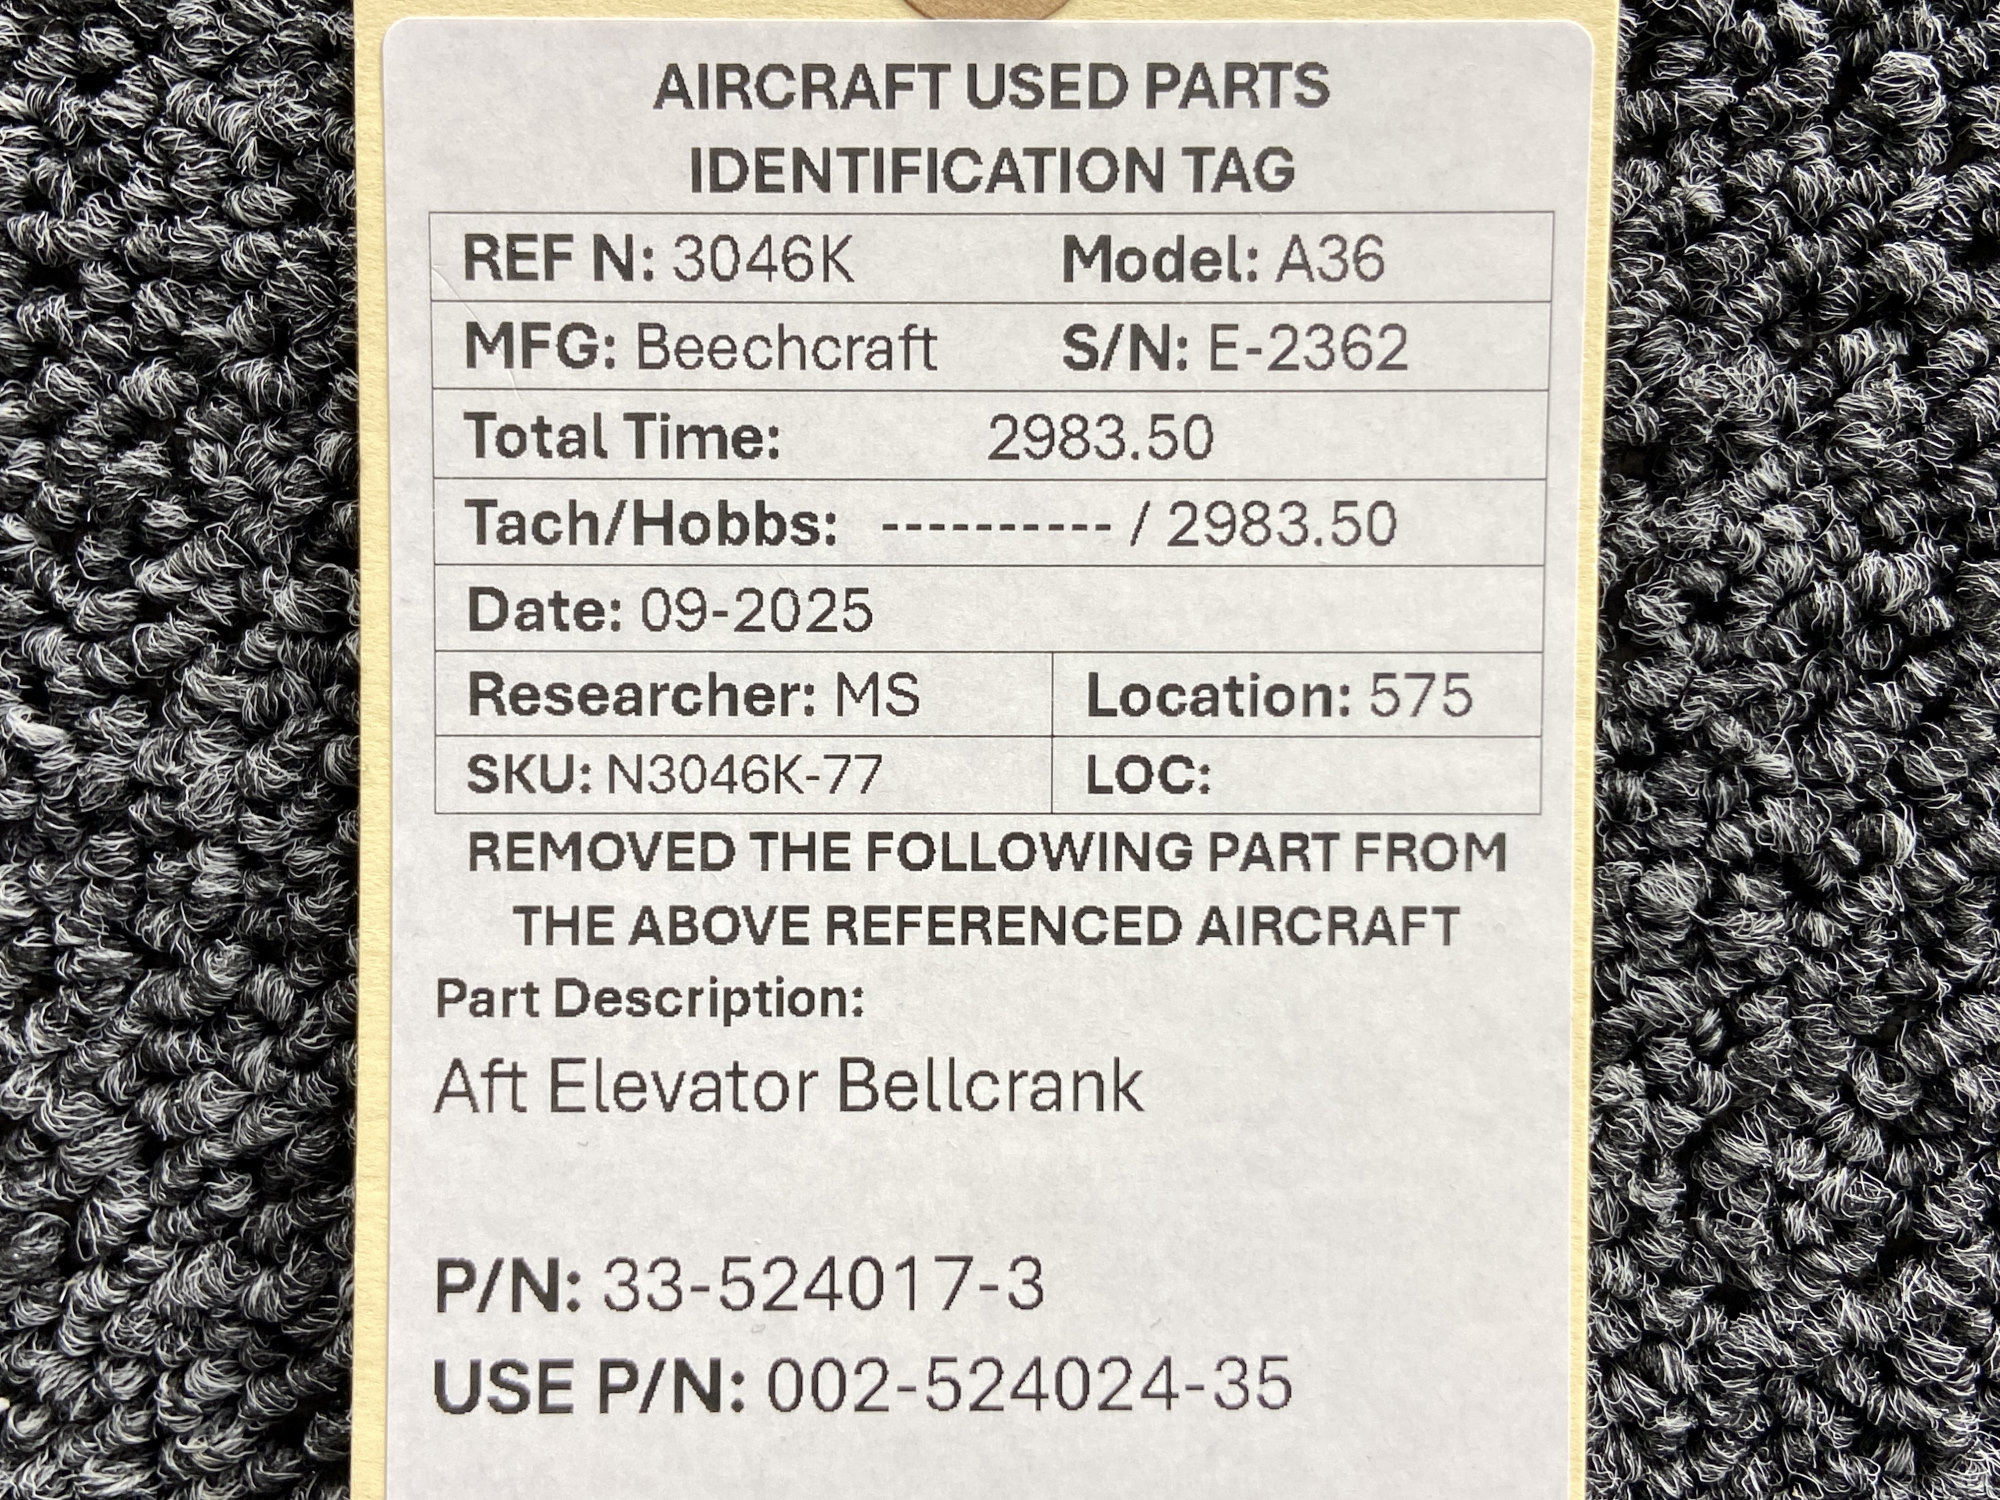 AIRCRAFT USED PARTS
IDENTIFICATION TAG
REF N: 3046K Model: A36
MFG: Beechcraft S/N: E-2362
Total Time: 2983.50
Tach/Hobbs: ---------- / 2983.50
Date: 09-2025
Researcher: MS Location: 575
SKU: N3046K-77 LOC:
REMOVED THE FOLLOWING PART FROM
THE ABOVE REFERENCED AIRCRAFT
Part Description:
Aft Elevator Bellcrank
P/N: 33-524017-3
USE P/N: 002-524024-35